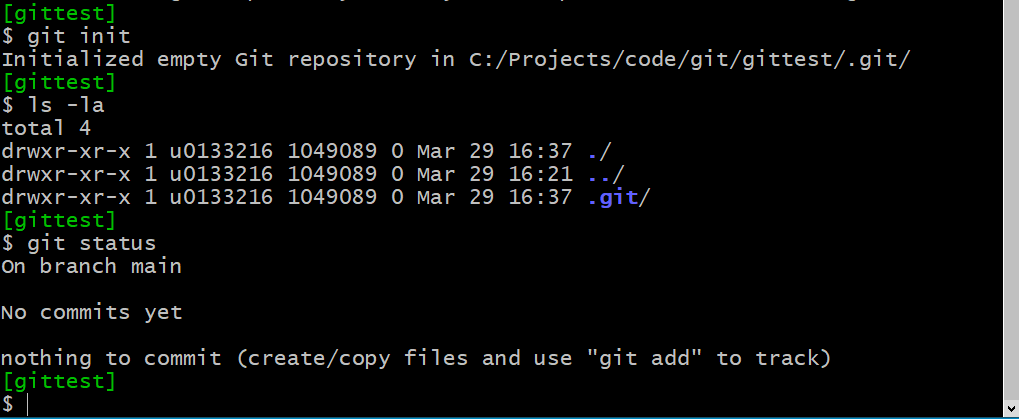 [gittest]
$ git init
Initialized empty Git repository in C:/Projects/code/git/gittest/.git/
[gittest]
$ ls -la
total 4
drwxr-xr-x 1 u0133216 1049089 0 Mar 29 16:37 ./
drwxr-xr-x 1 u0133216 1049089 0 Mar 29 16:21 ../
drwxr-xr-x 1 u0133216 1049089 0 Mar 29 16:37 .git/
[gittest]
$ git status
On branch main

No commits yet

nothing to commit (create/copy files and use "git add" to track)
[gittest]
$